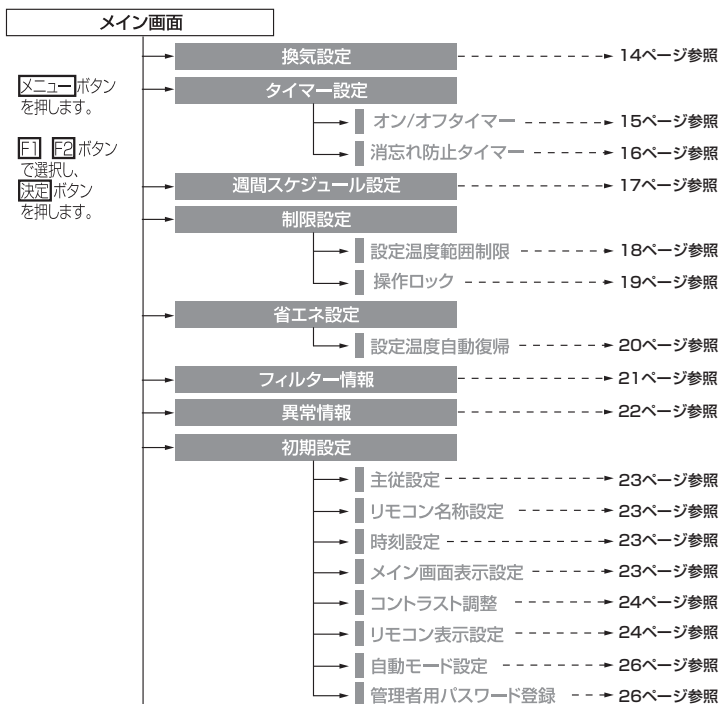 メイン画面
メニューボタン
を押します。
F1 F2 ボタン
で選択し、
決定ボタン
を押します。
換気設定 14ページ参照
タイマー設定
オン/オフタイマー 15ページ参照
消忘れ防止タイマー 16ページ参照
週間スケジュール設定 17ページ参照
制限設定
設定温度範囲制限 18ページ参照
操作ロック 19ページ参照
省エネ設定
設定温度自動復帰 20ページ参照
フィルター情報 21ページ参照
異常情報 22ページ参照
初期設定
主従設定 23ページ参照
リモコン名称設定 23ページ参照
時刻設定 23ページ参照
メイン画面表示設定 23ページ参照
コントラスト調整 24ページ参照
リモコン表示設定 24ページ参照
自動モード設定 26ページ参照
管理者用パスワード登録 26ページ参照